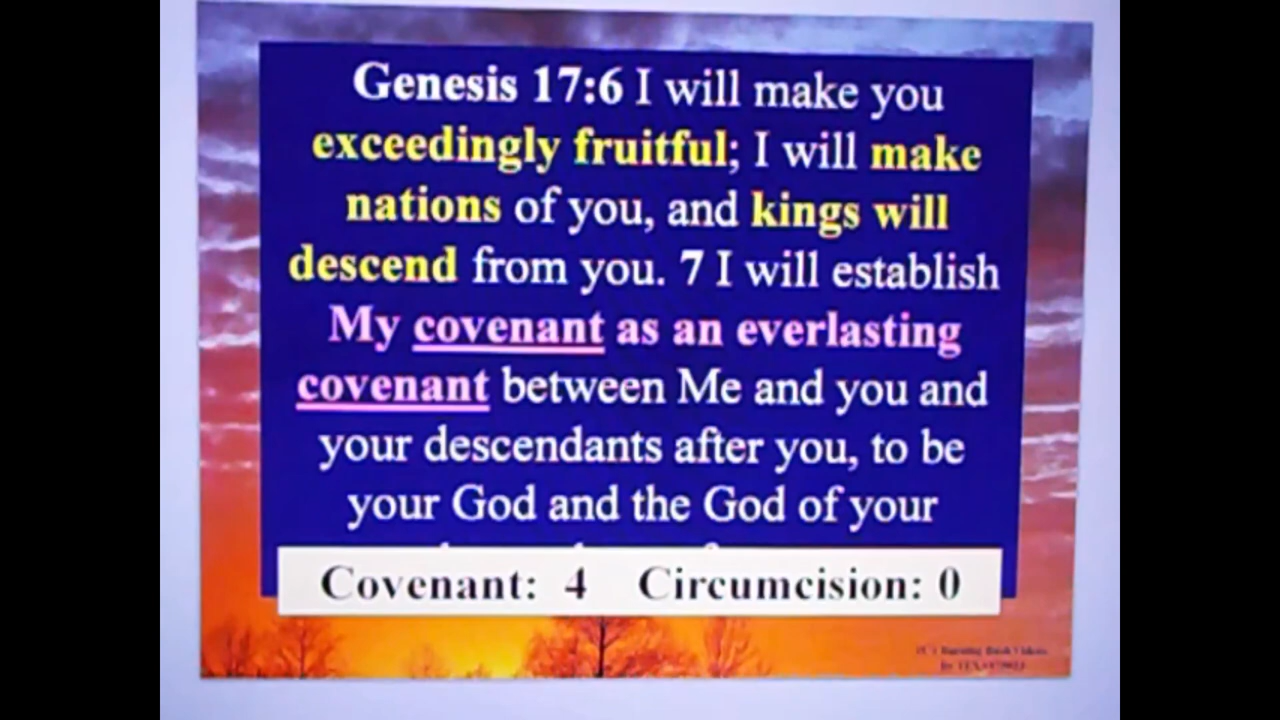 Genesis 17:6 I will make you
exceedingly fruitful; I will make
nations of you, and kings will
descend from you. 7 I will establish
My covenant as an everlasting
covenant between Me and you and
your descendants after you, to be
your God and the God of your
Covenant: 4 Circumcision: 0